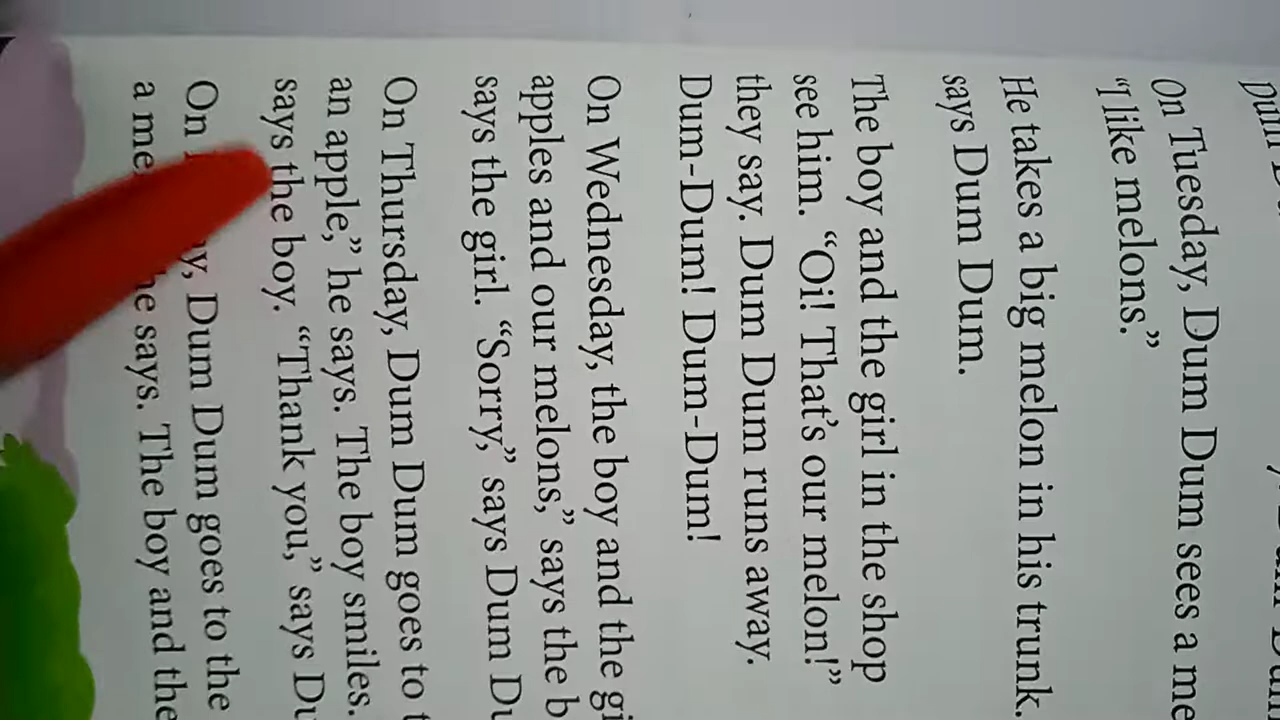 On Tuesday, Dum Dum sees a me
"I like melons."
He takes a big melon in his trunk.
says Dum Dum.
The boy and the girl in the shop
see him. "Oi! That's our melon!"
they say. Dum Dum runs away.
Dum-Dum! Dum-Dum!
On Wednesday, the boy and the gi
apples and our melons," says the b
says the girl. "Sorry," says Dum Du
On Thursday, Dum Dum goes to t
an apple," he says. The boy smiles.
says the boy. "Thank you," says Du
On Dum Dum goes to the
a me says. The boy and the